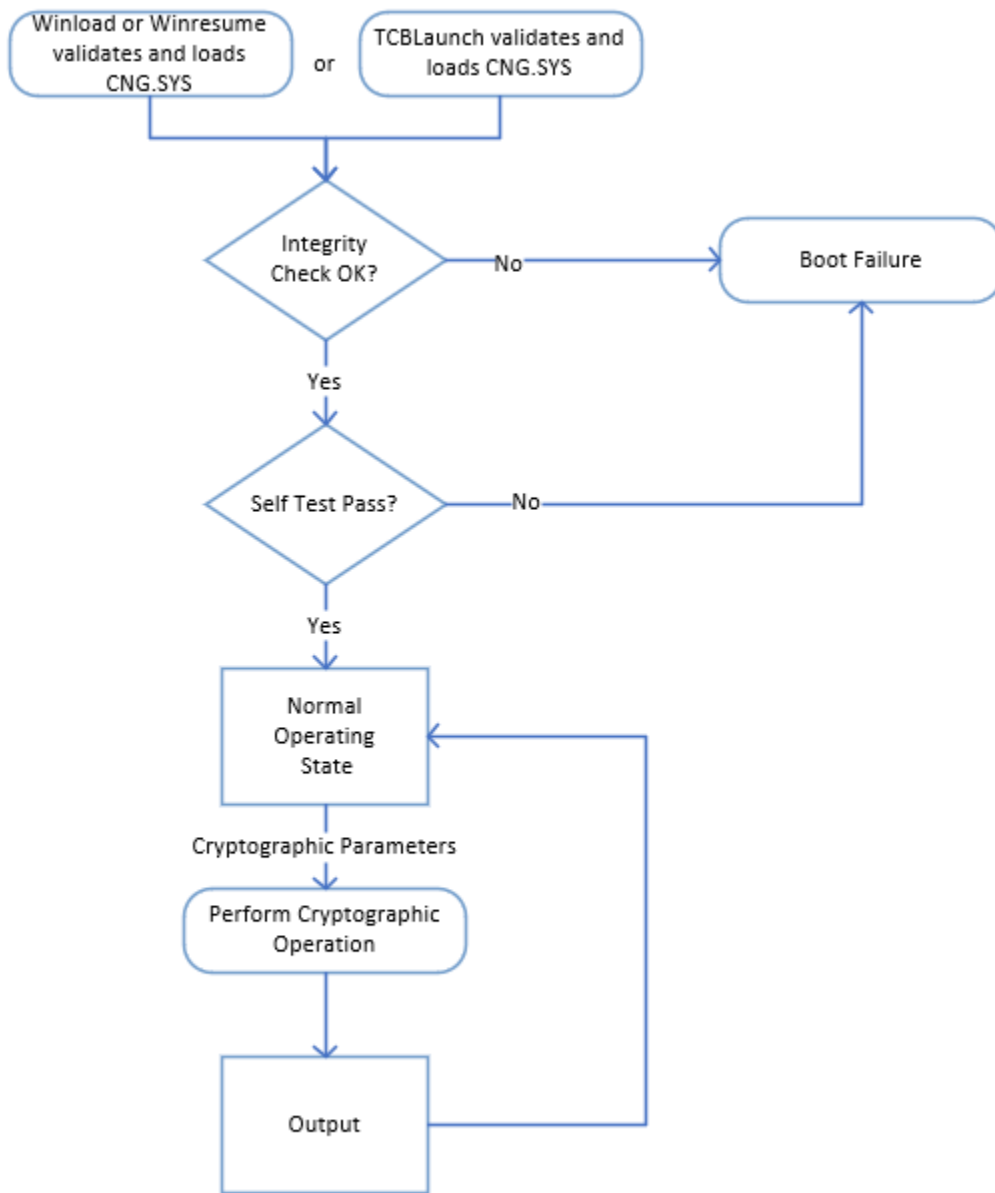 Winload or Winresume
validates and loads
CNG.SYS
or
TCBLaunch validates and
loads CNG.SYS
Integrity
Check OK?
No
Boot Failure
Yes
Self Test Pass?
No
Yes
Normal
Operating
State
Cryptographic Parameters
Perform Cryptographic
Operation
Output